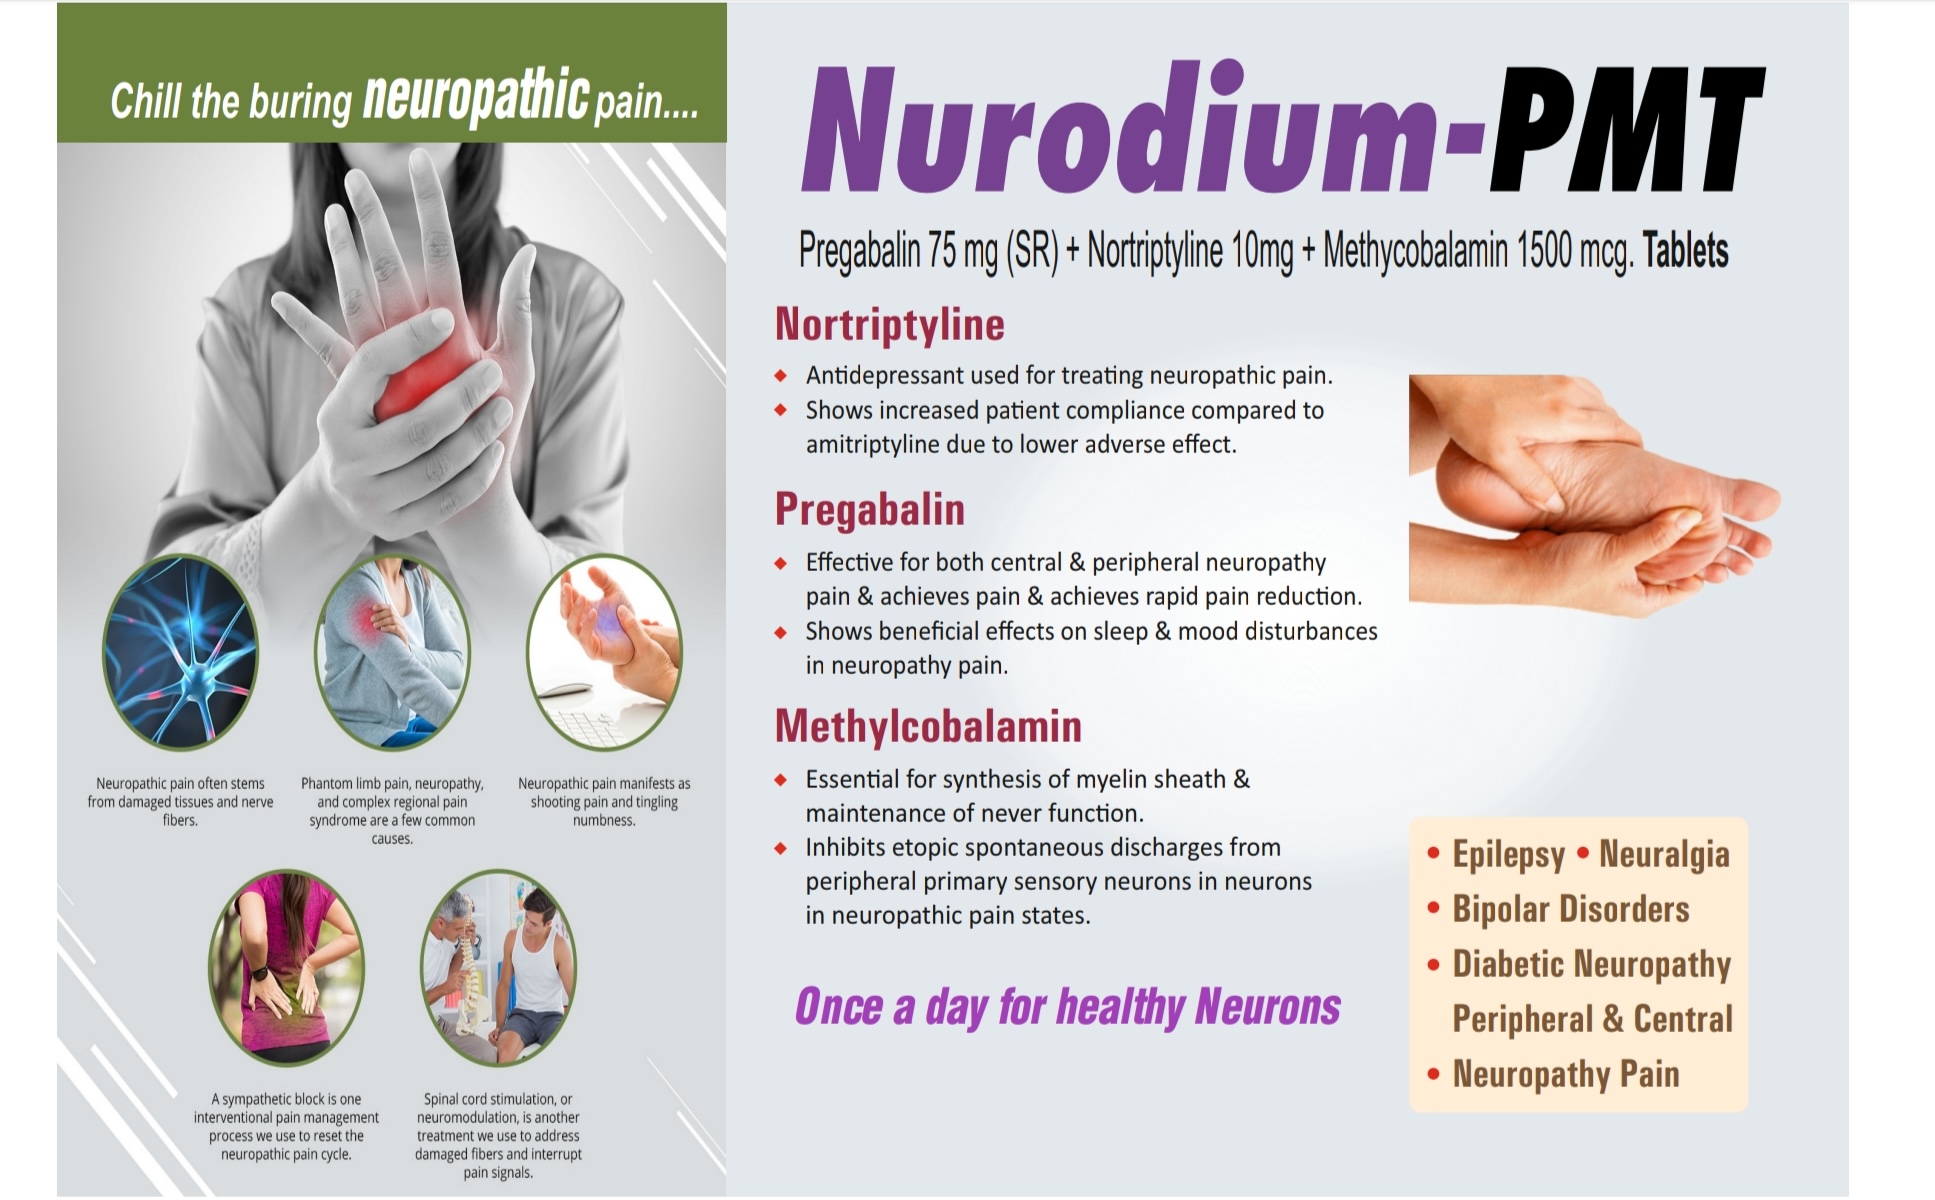 Chill the buring neuropathic pain....
Neuropathic pain often stems
from damaged tissues and nerve
fibers.
Phantom limb pain, neuropathy,
and complex regional pain
syndrome are a few common
causes.
Neuropathic pain manifests as
shooting pain and tingling
numbness.
A sympathetic block is one
interventional pain management
process we use to reset the
neuropathic pain cycle.
Spinal cord stimulation, or
neuromodulation, is another
treatment we use to address
damaged fibers and interrupt
pain signals.
Nurodium-PMT
Pregabalin 75 mg (SR) + Nortriptyline 10mg + Methycobalamin 1500 mcg. Tablets
Nortriptyline
Antidepressant used for treating neuropathic pain.
Shows increased patient compliance compared to
amitriptyline due to lower adverse effect.
Pregabalin
Effective for both central & peripheral neuropathy
pain & achieves pain & achieves rapid pain reduction.
Shows beneficial effects on sleep & mood disturbances
in neuropathy pain.
Methylcobalamin
Essential for synthesis of myelin sheath &
maintenance of never function.
Inhibits etopic spontaneous discharges from
peripheral primary sensory neurons in neurons
in neuropathic pain states.
Once a day for healthy Neurons
• Epilepsy • Neuralgia
• Bipolar Disorders
• Diabetic Neuropathy
Peripheral & Central
• Neuropathy Pain